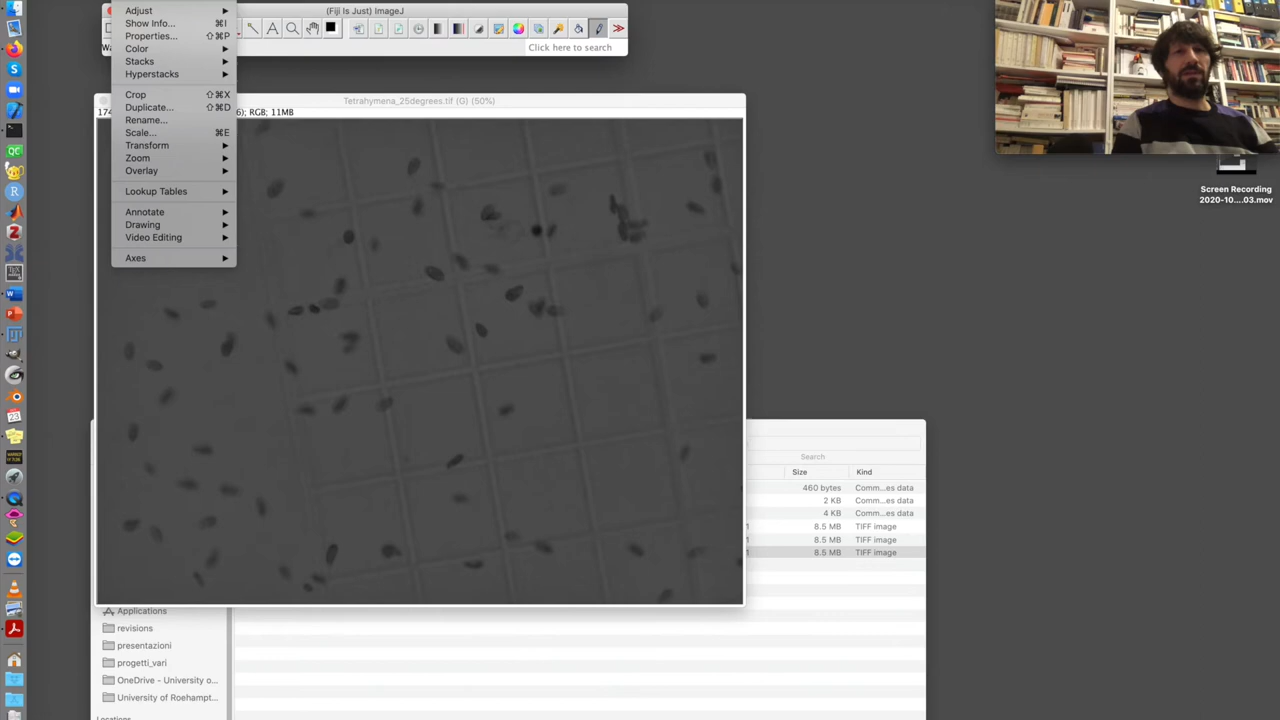 Adjust
Show Info... ⌘I
Properties... ⇧⌘P
Color
Stacks
Hyperstacks
Crop ⇧⌘X
Duplicate... ⇧⌘D
Rename...
Scale... ⌘E
Transform
Zoom
Overlay
Lookup Tables
Annotate
Drawing
Video Editing
Axes
(Fiji Is Just) ImageJ
Click here to search
Tetrahymena_25degrees.tif (G) (50%)
6); RGB; 11MB
Screen Recording
2020-10....03.mov
Search
Size Kind
460 bytes Comm...es data
2 KB Comm...es data
4 KB Comm...es data
1 8.5 MB TIFF image
1 8.5 MB TIFF image
1 8.5 MB TIFF image
Applications
revisions
presentazioni
progetti_vari
OneDrive - University o...
University of Roehampt...
Locations